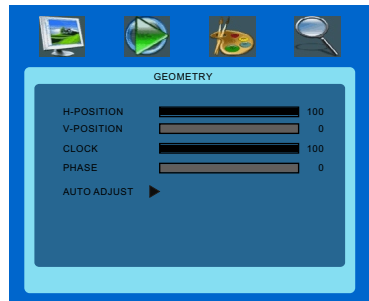 GEOMETRY
H-POSITION 100
V-POSITION 0
CLOCK 100
PHASE 0
AUTO ADJUST